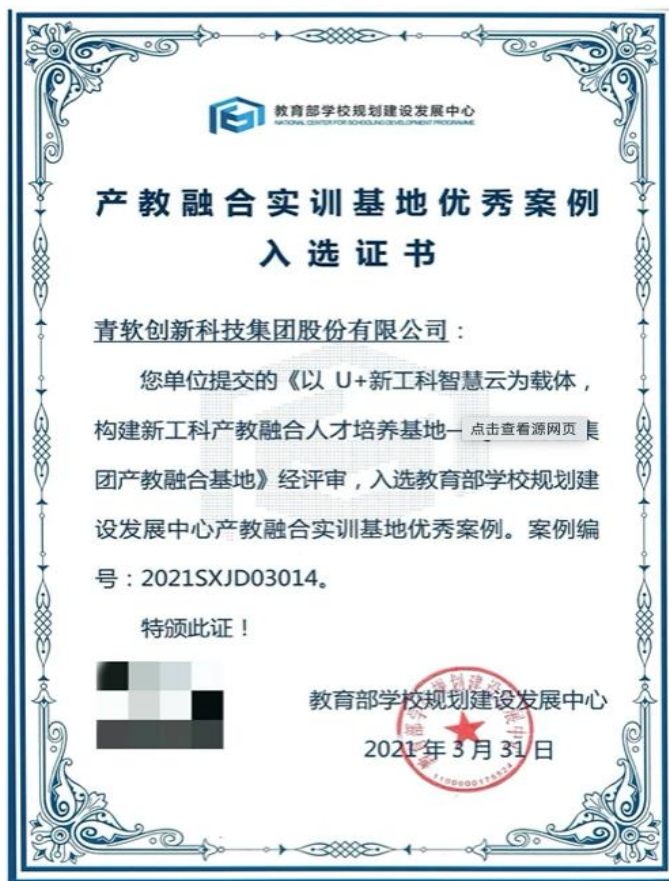 教育部学校规划建设发展中心
NATIONAL CENTER FOR SCHOOLING DEVELOPMENT PROGRAMME
产教融合实训基地优秀案例
入选证书
青软创新科技集团股份有限公司：
您单位提交的《以 U+新工科智慧云为载体，
构建新工科产教融合人才培养基地—
点击查看源网页
集
团产教融合基地》经评审，入选教育部学校规划建
设发展中心产教融合实训基地优秀案例。案例编
号：2021SXJD03014。
特颁此证！
教育部学校规划建设发展中心
2021 年 3 月 31 日